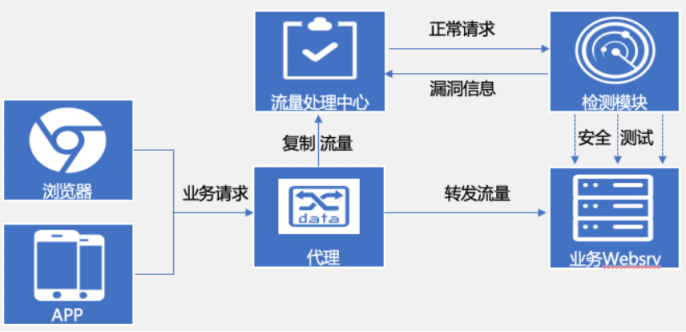 正常请求
流量处理中心
漏洞信息
检测模块
复制 流量
安全 测试
浏览器
业务请求
data
转发流量
代理
业务Websrv
APP